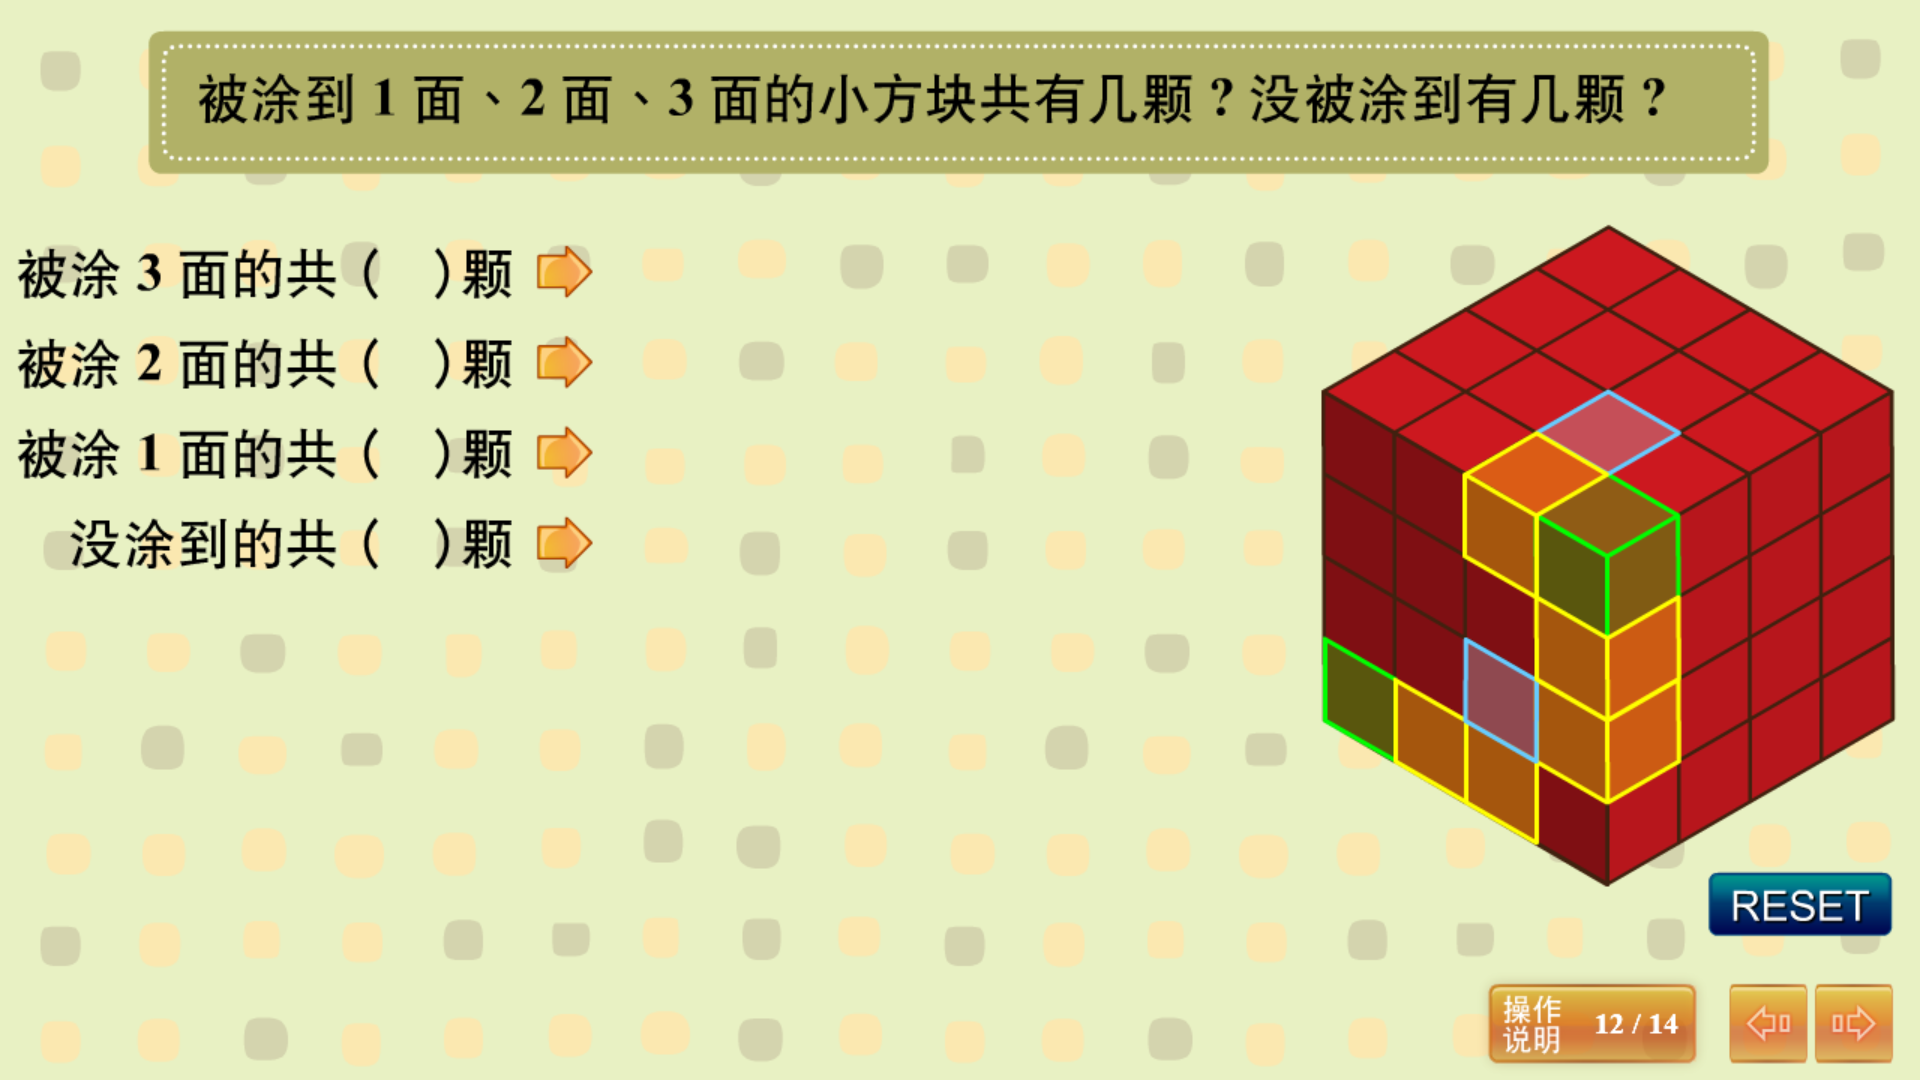 被涂到 1 面、2 面、3 面的小方块共有几颗？没被涂到有几颗？
被涂 3 面的共（　）颗
被涂 2 面的共（　）颗
被涂 1 面的共（　）颗
没涂到的共（　）颗
RESET
操作
说明
12 / 14